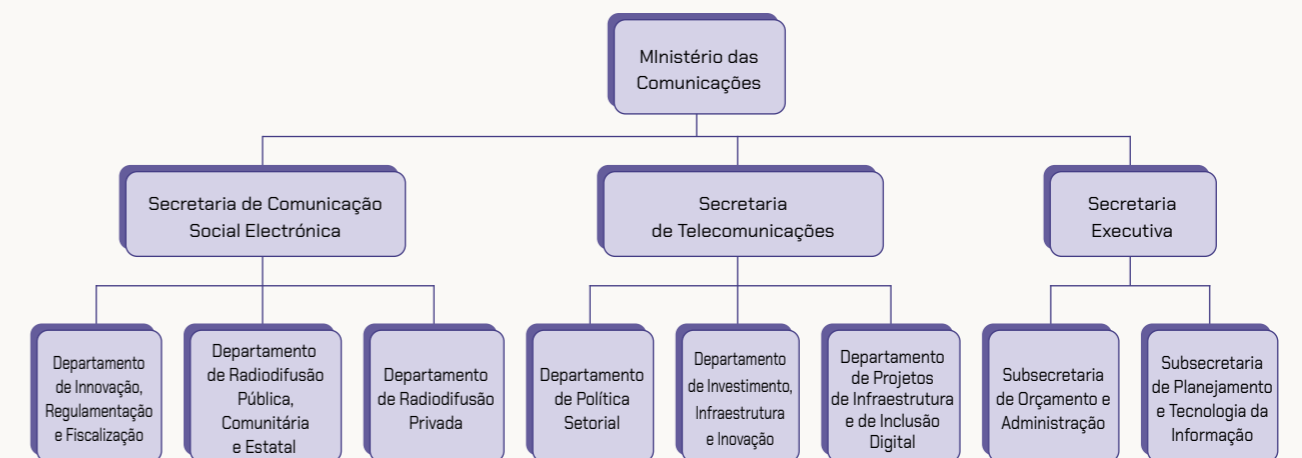 MInistério das
Comunicações
Secretaria de Comunicação
Social Electrónica
Secretaria
de Telecomunicações
Secretaria
Executiva
Departamento
de Innovação,
Regulamentação
e Fiscalização
Departamento
de Radiodifusão
Pública,
Comunitária
e Estatal
Departamento
de Radiodifusão
Privada
Departamento
de Política
Setorial
Departamento
de Investimento,
Infraestrutura
e Inovação
Departamento
de Projetos
de Infraestrutura
e de Inclusão
Digital
Subsecretaria
de Orçamento e
Administração
Subsecretaria
de Planejamento
e Tecnologia da
Informação